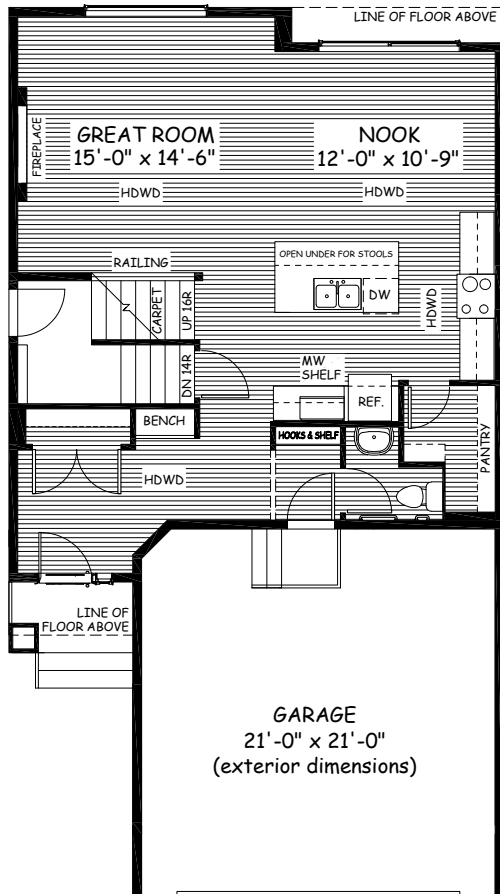 LINE OF FLOOR ABOVE
FIREPLACE
GREAT ROOM
15'-0" x 14'-6"
HDWD
NOOK
12'-0" x 10'-9"
HDWD
RAILING
OPEN UNDER FOR STOOLS
DW
HDWD
CARPET
UP 16R
DN 14R
MW
SHELF
REF.
BENCH
HOOKS & SHELF
PANTRY
HDWD
LINE OF
FLOOR ABOVE
GARAGE
21'-0" x 21'-0"
(exterior dimensions)